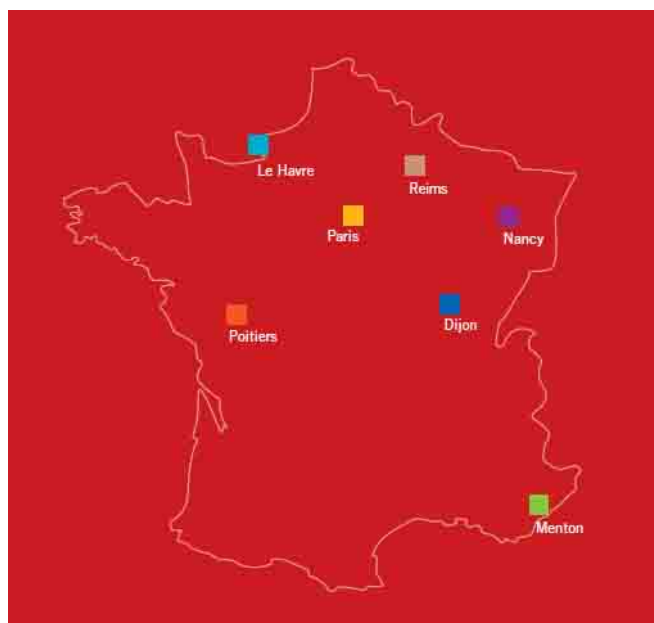 Le Havre
Reims
Paris
Nancy
Poitiers
Dijon
Menton